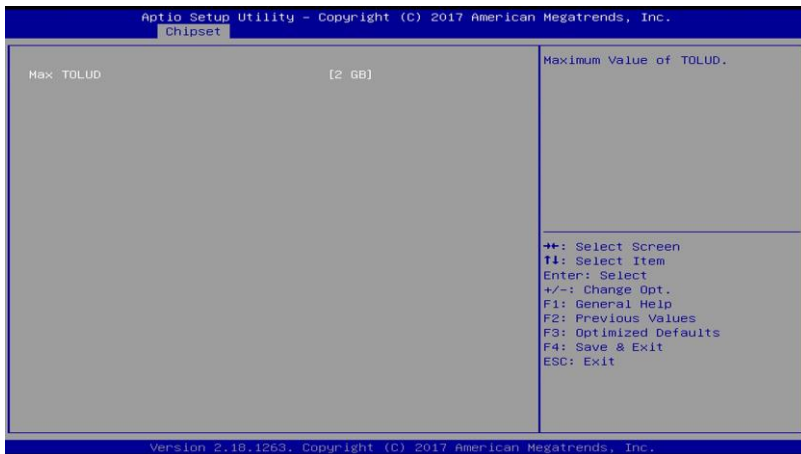 Aptio Setup Utility – Copyright (C) 2017 American Megatrends, Inc.
Chipset
Max TOLUD [2 GB]
Maximum Value of TOLUD.
→←: Select Screen
↑↓: Select Item
Enter: Select
+/-: Change Opt.
F1: General Help
F2: Previous Values
F3: Optimized Defaults
F4: Save & Exit
ESC: Exit
Version 2.18.1263. Copyright (C) 2017 American Megatrends, Inc.